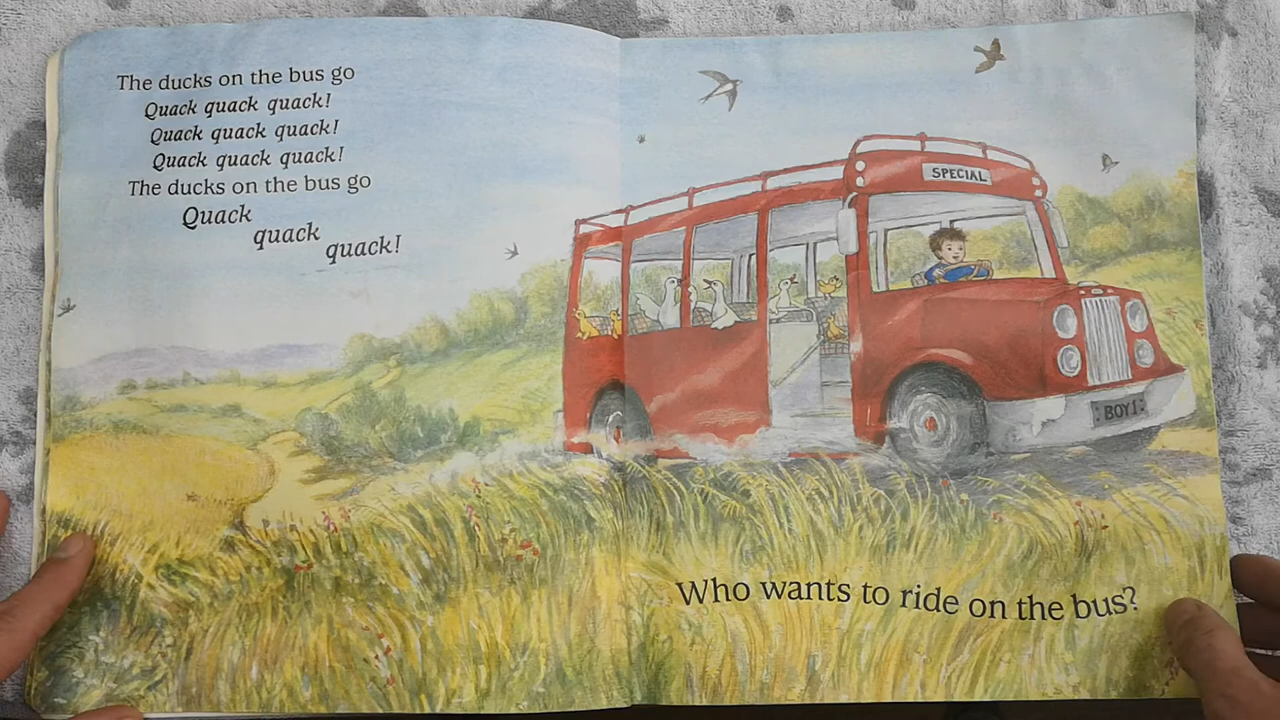 The ducks on the bus go
Quack quack quack!
Quack quack quack!
Quack quack quack!
The ducks on the bus go
Quack
quack
quack!
SPECIAL
BOY 1
Who wants to ride on the bus?